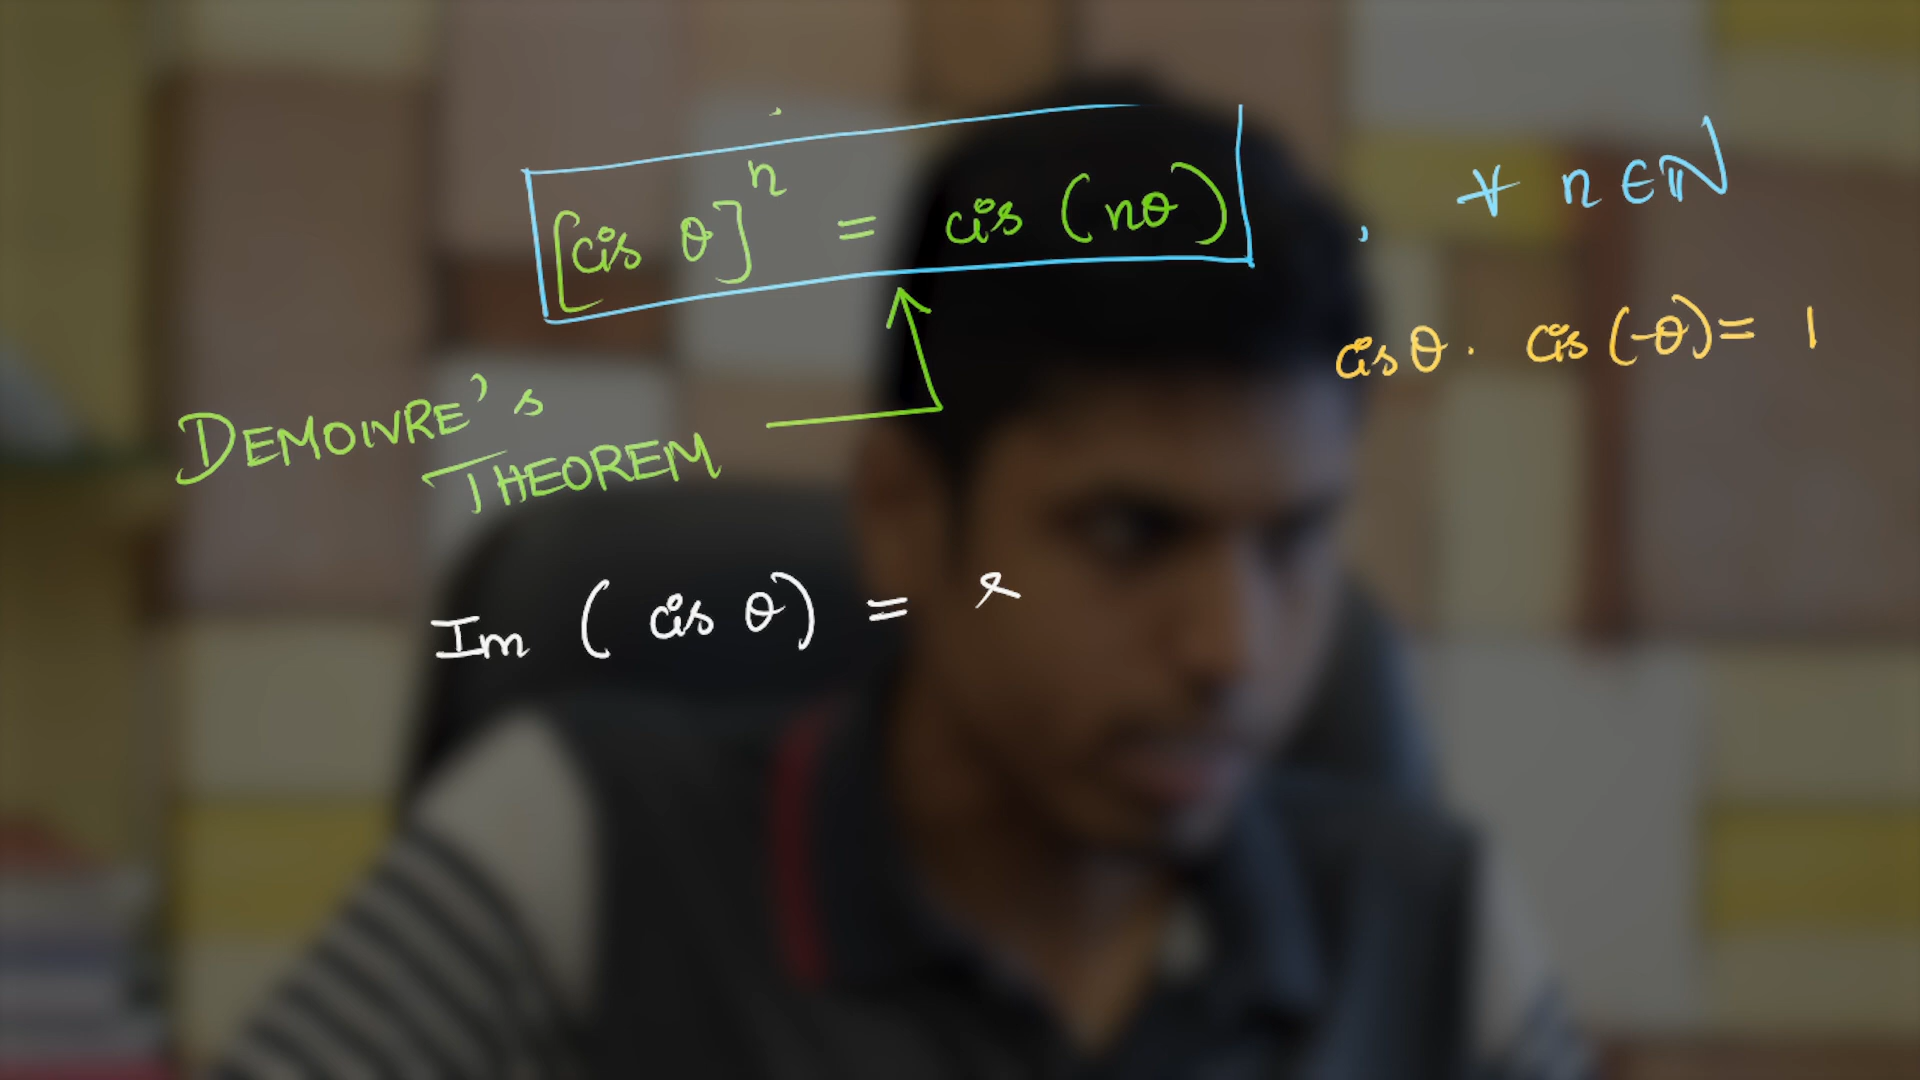 [cis θ]ⁿ = cis (nθ) , ∀ n ∈ ℕ
cis θ · cis (-θ) = 1
DEMOIVRE's
THEOREM
Im ( cis θ) =